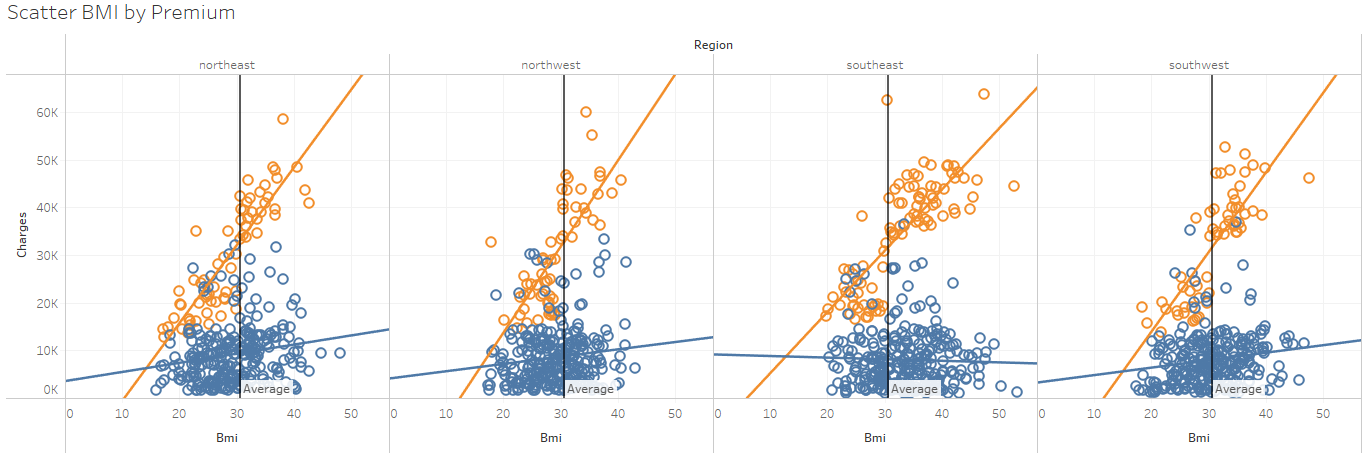 Scatter BMI by Premium
Region
northeast northwest southeast southwest
Charges
60K
50K
40K
30K
20K
10K
0K
Average Average Average Average
0 10 20 30 40 50 0 10 20 30 40 50 0 10 20 30 40 50 0 10 20 30 40 50
Bmi Bmi Bmi Bmi